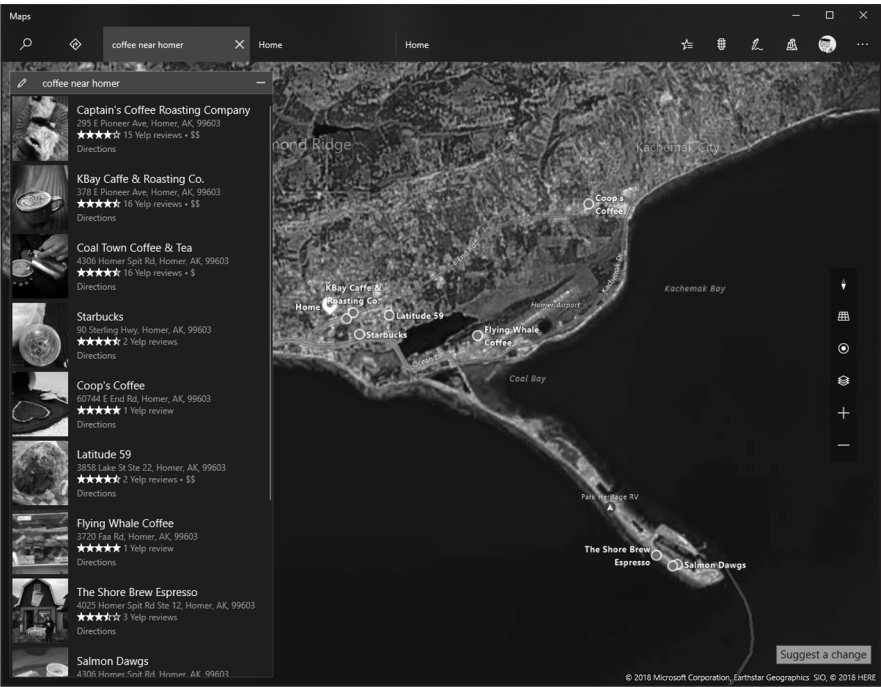 Maps
coffee near homer
Home
Home
coffee near homer
Captain's Coffee Roasting Company
295 E Pioneer Ave, Homer, AK, 99603
15 Yelp reviews • $$
Directions
KBay Caffe & Roasting Co.
378 E Pioneer Ave, Homer, AK, 99603
16 Yelp reviews • $$
Directions
Coal Town Coffee & Tea
4306 Homer Spit Rd, Homer, AK, 99603
16 Yelp reviews • $
Directions
Starbucks
90 Sterling Hwy, Homer, AK, 99603
2 Yelp reviews
Directions
Coop's Coffee
60744 E End Rd, Homer, AK, 99603
1 Yelp review
Directions
Latitude 59
3858 Lake St Ste 22, Homer, AK, 99603
2 Yelp reviews • $$
Directions
Flying Whale Coffee
3720 Faa Rd, Homer, AK, 99603
1 Yelp review
Directions
The Shore Brew Espresso
4025 Homer Spit Rd Ste 12, Homer, AK, 99603
3 Yelp reviews
Directions
Salmon Dawgs
4306 Homer Spit Rd, Homer, AK, 99603
mond Ridge
Kachemak City
Coop's
Coffee
E End Rd
Kachemak Dr
Kachemak Bay
KBay Caffe &
Roasting Co.
Home
Homer Airport
Latitude 59
Starbucks
Flying Whale
Coffee
Ocean Dr
Coal Bay
Park Heritage RV
The Shore Brew
Espresso
Salmon Dawgs
Suggest a change
© 2018 Microsoft Corporation, Earthstar Geographics SIO, © 2018 HERE